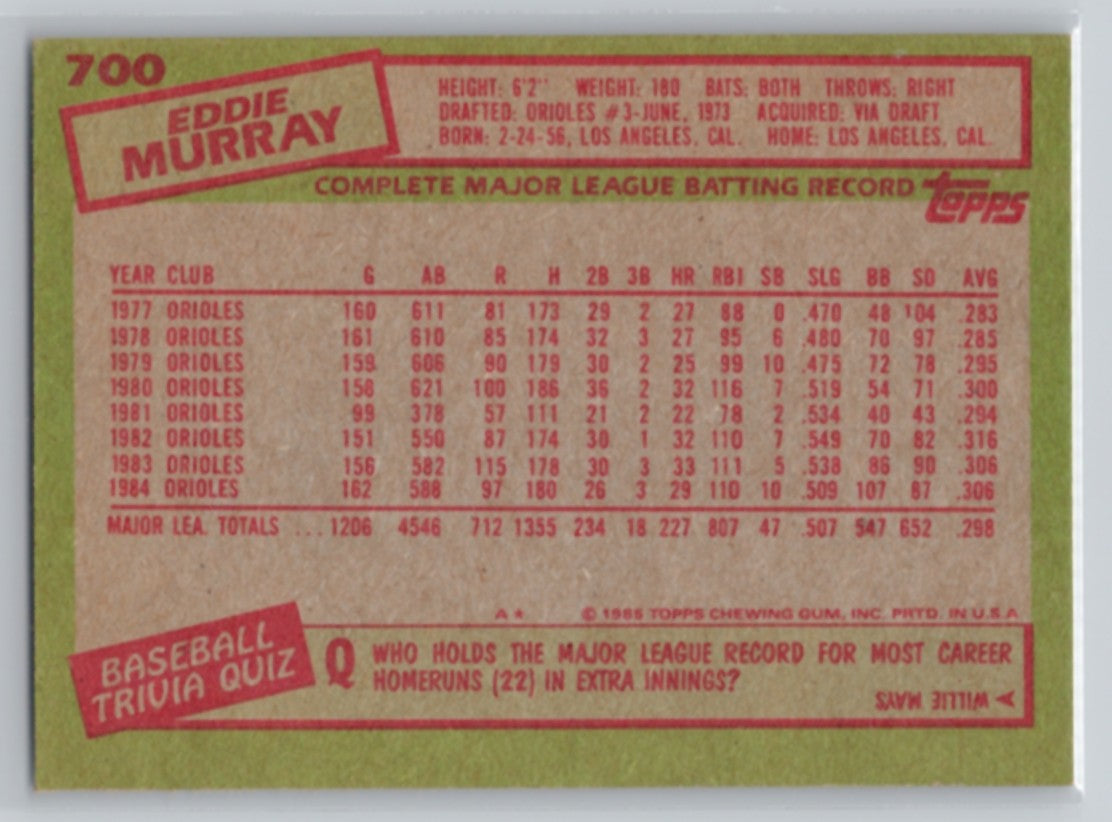 700
EDDIE
MURRAY
HEIGHT: 6'2" WEIGHT: 180 BATS: BOTH THROWS: RIGHT
DRAFTED: ORIOLES #3-JUNE, 1973 ACQUIRED: VIA DRAFT
BORN: 2-24-56, LOS ANGELES, CAL. HOME: LOS ANGELES, CAL.
COMPLETE MAJOR LEAGUE BATTING RECORD topps
YEAR CLUB G AB R H 2B 3B HR RBI SB SLG BB SO AVG
1977 ORIOLES 160 611 81 173 29 2 27 88 0 .470 48 104 .283
1978 ORIOLES 161 610 85 174 32 3 27 95 6 .480 70 97 .285
1979 ORIOLES 159 606 90 179 30 2 25 99 10 .475 72 78 .295
1980 ORIOLES 158 621 100 186 36 2 32 116 7 .519 54 71 .300
1981 ORIOLES 99 378 57 111 21 2 22 78 2 .534 40 43 .294
1982 ORIOLES 151 550 87 174 30 1 32 110 7 .549 70 82 .316
1983 ORIOLES 156 582 115 178 30 3 33 111 5 .538 86 90 .306
1984 ORIOLES 162 588 97 180 26 3 29 110 10 .509 107 87 .306
MAJOR LEA. TOTALS ... 1206 4546 712 1355 234 18 227 807 47 .507 547 652 .298
A* © 1985 TOPPS CHEWING GUM, INC. PRTD. IN U.S.A
BASEBALL
TRIVIA QUIZ
Q WHO HOLDS THE MAJOR LEAGUE RECORD FOR MOST CAREER
HOMERUNS (22) IN EXTRA INNINGS?
A WILLIE MAYS